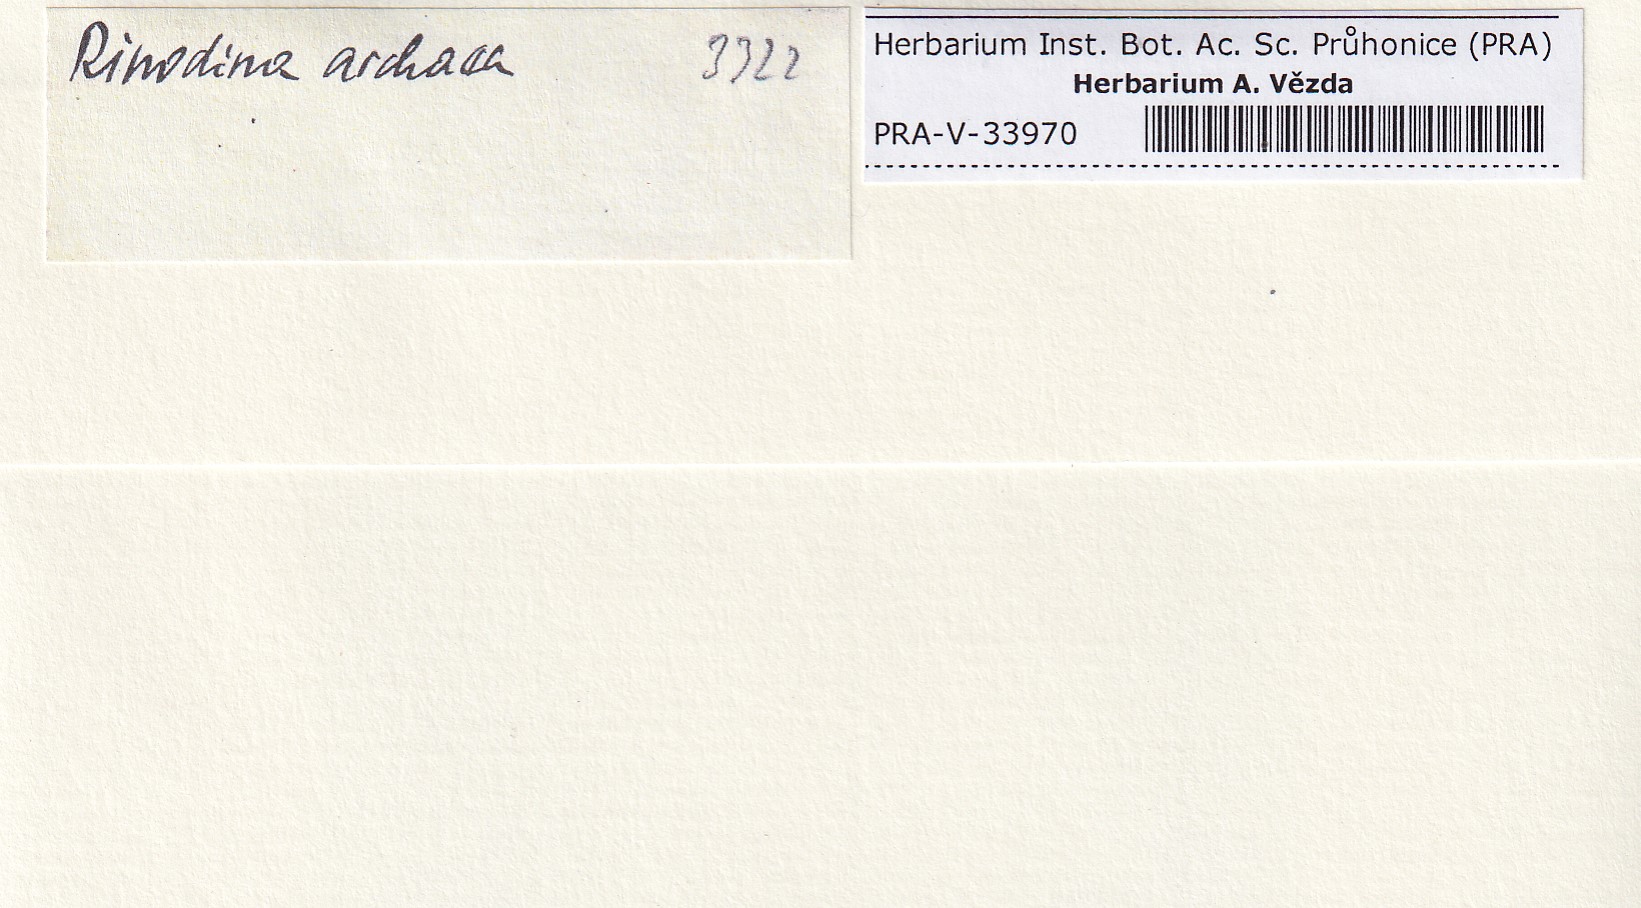 Rinodina archaea 3322
Herbarium Inst. Bot. Ac. Sc. Průhonice (PRA)
Herbarium A. Vězda
PRA-V-33970